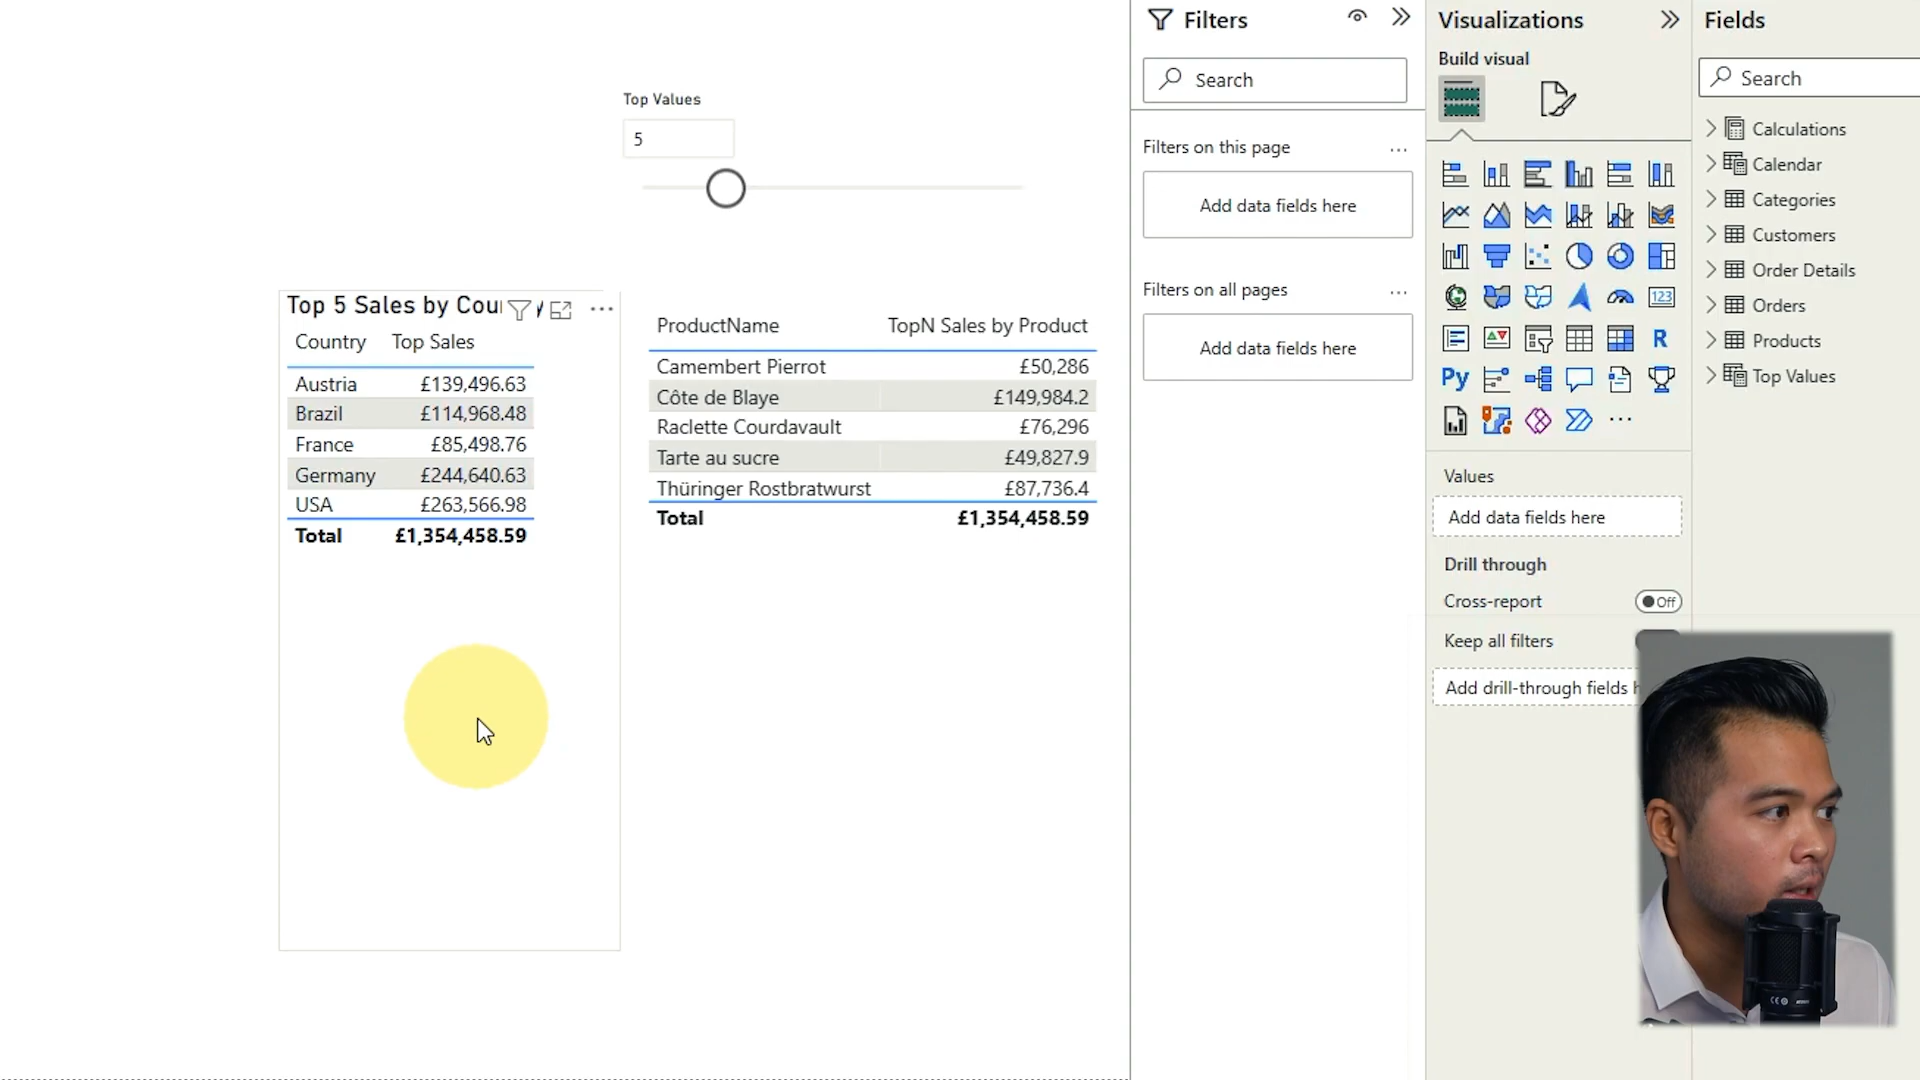 Top Values
5
Top 5 Sales by Cou
Country Top Sales
Austria £139,496.63
Brazil £114,968.48
France £85,498.76
Germany £244,640.63
USA £263,566.98
Total £1,354,458.59
ProductName TopN Sales by Product
Camembert Pierrot £50,286
Côte de Blaye £149,984.2
Raclette Courdavault £76,296
Tarte au sucre £49,827.9
Thüringer Rostbratwurst £87,736.4
Total £1,354,458.59
Filters
Search
Filters on this page ...
Add data fields here
Filters on all pages ...
Add data fields here
Visualizations
Build visual
123
R
Py
Values
Add data fields here
Drill through
Cross-report Off
Keep all filters
Add drill-through fields
Fields
Search
Calculations
Calendar
Categories
Customers
Order Details
Orders
Products
Top Values